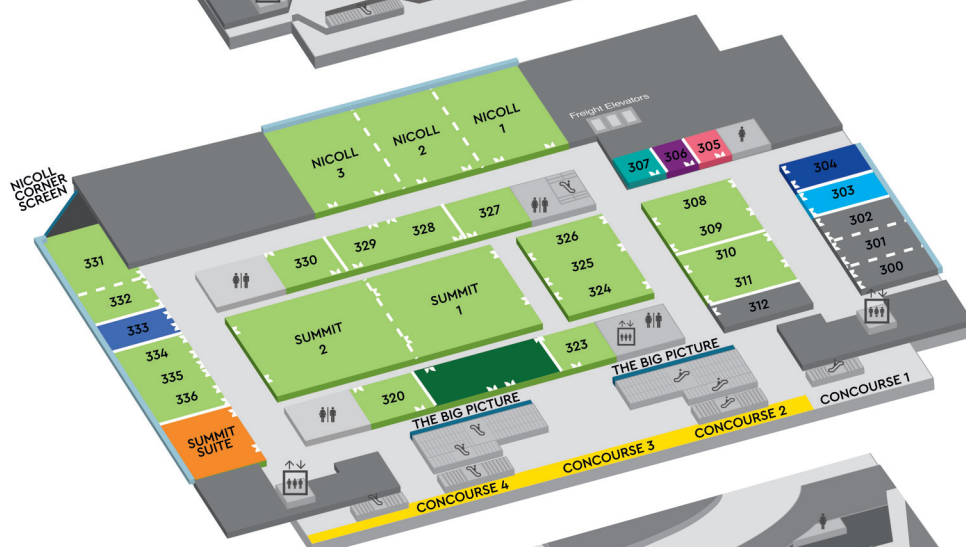 Freight Elevators
NICOLL
1
NICOLL
2
NICOLL
3
NICOLL
CORNER
SCREEN
307
306
305
304
303
302
301
300
308
309
310
311
312
327
328
329
330
326
325
324
331
332
333
334
335
336
SUMMIT
1
SUMMIT
2
SUMMIT
SUITE
323
320
THE BIG PICTURE
THE BIG PICTURE
CONCOURSE 1
CONCOURSE 2
CONCOURSE 3
CONCOURSE 4